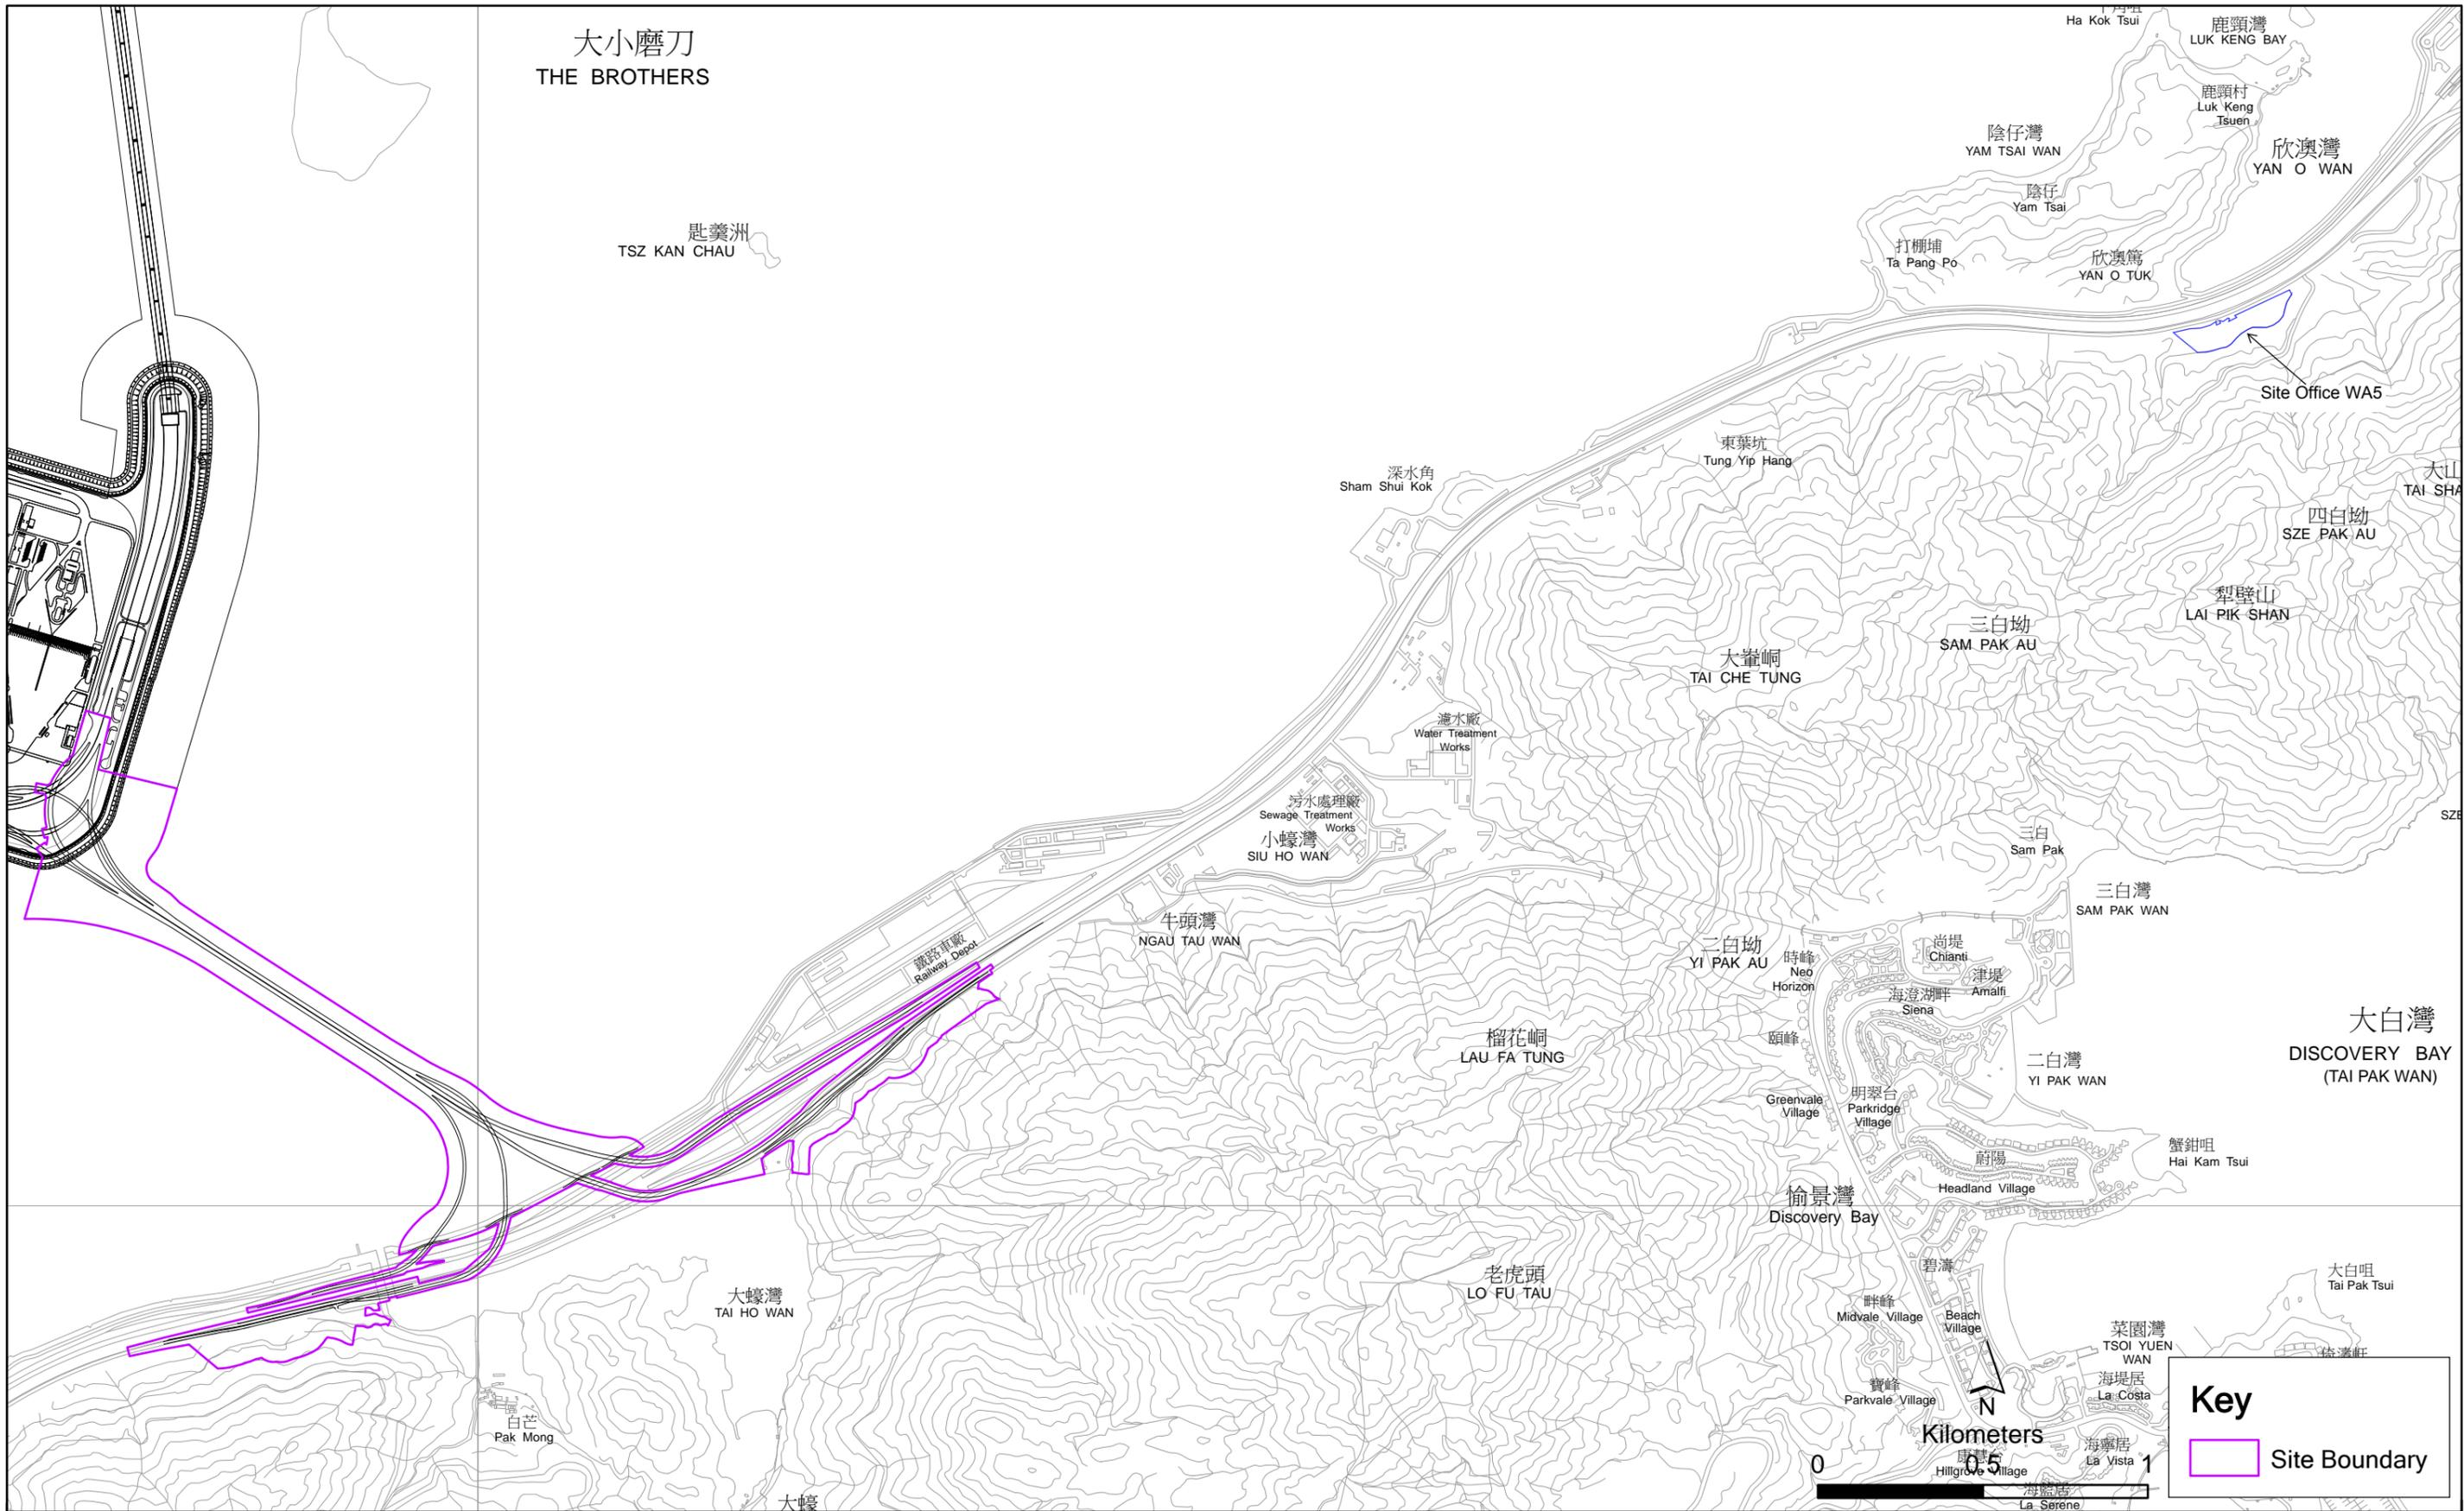 Ha Kok Tsui
鹿頸灣
LUK KENG BAY
大小磨刀
THE BROTHERS
鹿頸村
Luk Keng
Tsuen
陰仔灣
YAM TSAI WAN
欣澳灣
YAN O WAN
陰仔
Yam Tsai
匙羹洲
TSZ KAN CHAU
打棚埔
Ta Pang Po
欣澳篤
YAN O TUK
Site Office WA5
東葉坑
Tung Yip Hang
深水角
Sham Shui Kok
大山
TAI SHA
四白坳
SZE PAK AU
犁壁山
LAI PIK SHAN
三白坳
SAM PAK AU
大輋峒
TAI CHE TUNG
濾水廠
Water Treatment
Works
污水處理廠
Sewage Treatment
Works
小蠔灣
SIU HO WAN
SZE
三白
Sam Pak
三白灣
SAM PAK WAN
牛頭灣
NGAU TAU WAN
鐵路車廠
Railway Depot
二白坳
YI PAK AU
時峰
Neo
Horizon
尚堤
Chianti
津堤
Amalfi
海澄湖畔
Siena
大白灣
DISCOVERY BAY
(TAI PAK WAN)
榴花峒
LAU FA TUNG
頤峰
二白灣
YI PAK WAN
Greenvale
Village
明翠台
Parkridge
Village
蟹鉗咀
Hai Kam Tsui
蔚陽
Headland Village
愉景灣
Discovery Bay
碧濤
大白咀
Tai Pak Tsui
老虎頭
LO FU TAU
大蠔灣
TAI HO WAN
畔峰
Midvale Village
Beach
Village
菜園灣
TSOI YUEN
WAN
海堤居
La Costa
寶峰
Parkvale Village
白芒
Pak Mong
N
Kilometers
0 0.5 1
Hillgrove Village
海寧居
La Vista
海藍居
La Serene
大蠔
Key
Site Boundary